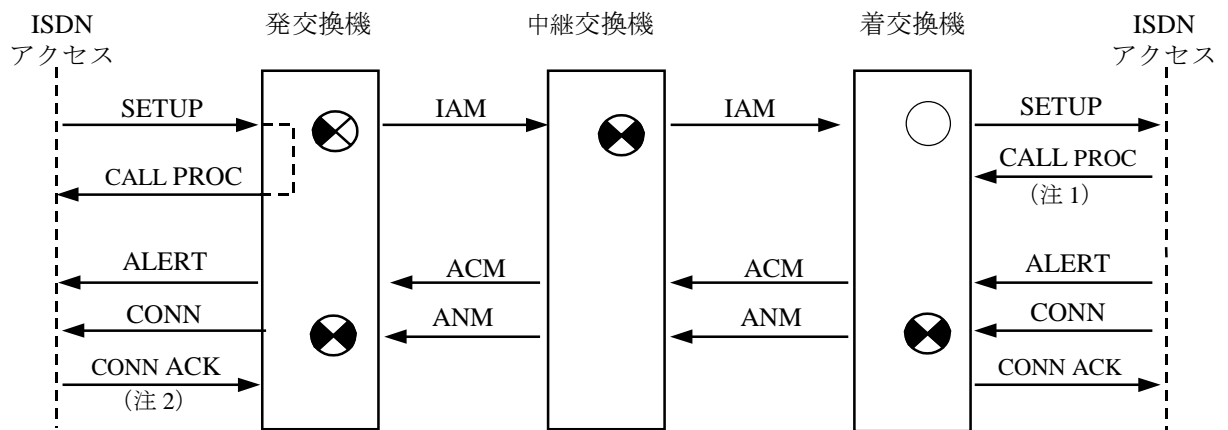 ISDN
アクセス
発交換機
中継交換機
着交換機
ISDN
アクセス
SETUP
IAM
IAM
SETUP
CALL PROC
CALL PROC
（注 1）
ALERT
ACM
ACM
ALERT
CONN
ANM
ANM
CONN
CONN ACK
（注 2）
CONN ACK